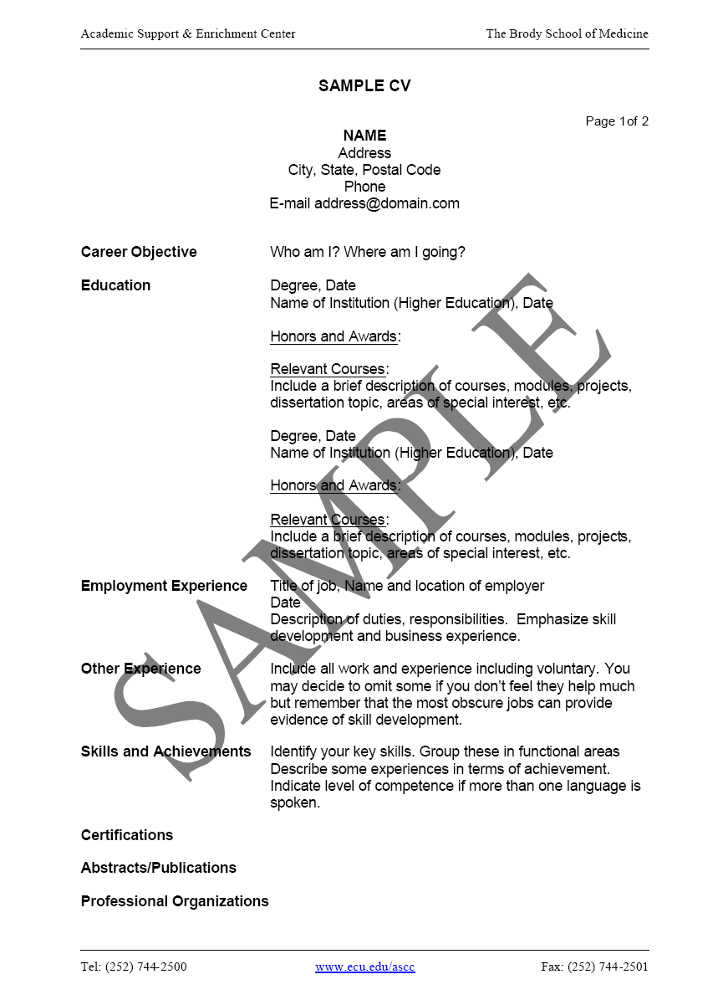 Academic Support & Enrichment Center The Brody School of Medicine
SAMPLE CV
Page 1of 2
NAME
Address
City, State, Postal Code
Phone
E-mail address@domain.com
Career Objective Who am I? Where am I going?
Education Degree, Date
Name of Institution (Higher Education), Date
Honors and Awards:
Relevant Courses:
Include a brief description of courses, modules, projects,
dissertation topic, areas of special interest, etc.
Degree, Date
Name of Institution (Higher Education), Date
Honors and Awards:
Relevant Courses:
Include a brief description of courses, modules, projects,
dissertation topic, areas of special interest, etc.
Employment Experience Title of job, Name and location of employer
Date
Description of duties, responsibilities. Emphasize skill
development and business experience.
Other Experience Include all work and experience including voluntary. You
may decide to omit some if you don't feel they help much
but remember that the most obscure jobs can provide
evidence of skill development.
Skills and Achievements Identify your key skills. Group these in functional areas
Describe some experiences in terms of achievement.
Indicate level of competence if more than one language is
spoken.
Certifications
Abstracts/Publications
Professional Organizations
SAMPLE
Tel: (252) 744-2500 www.ecu.edu/ascc Fax: (252) 744-2501